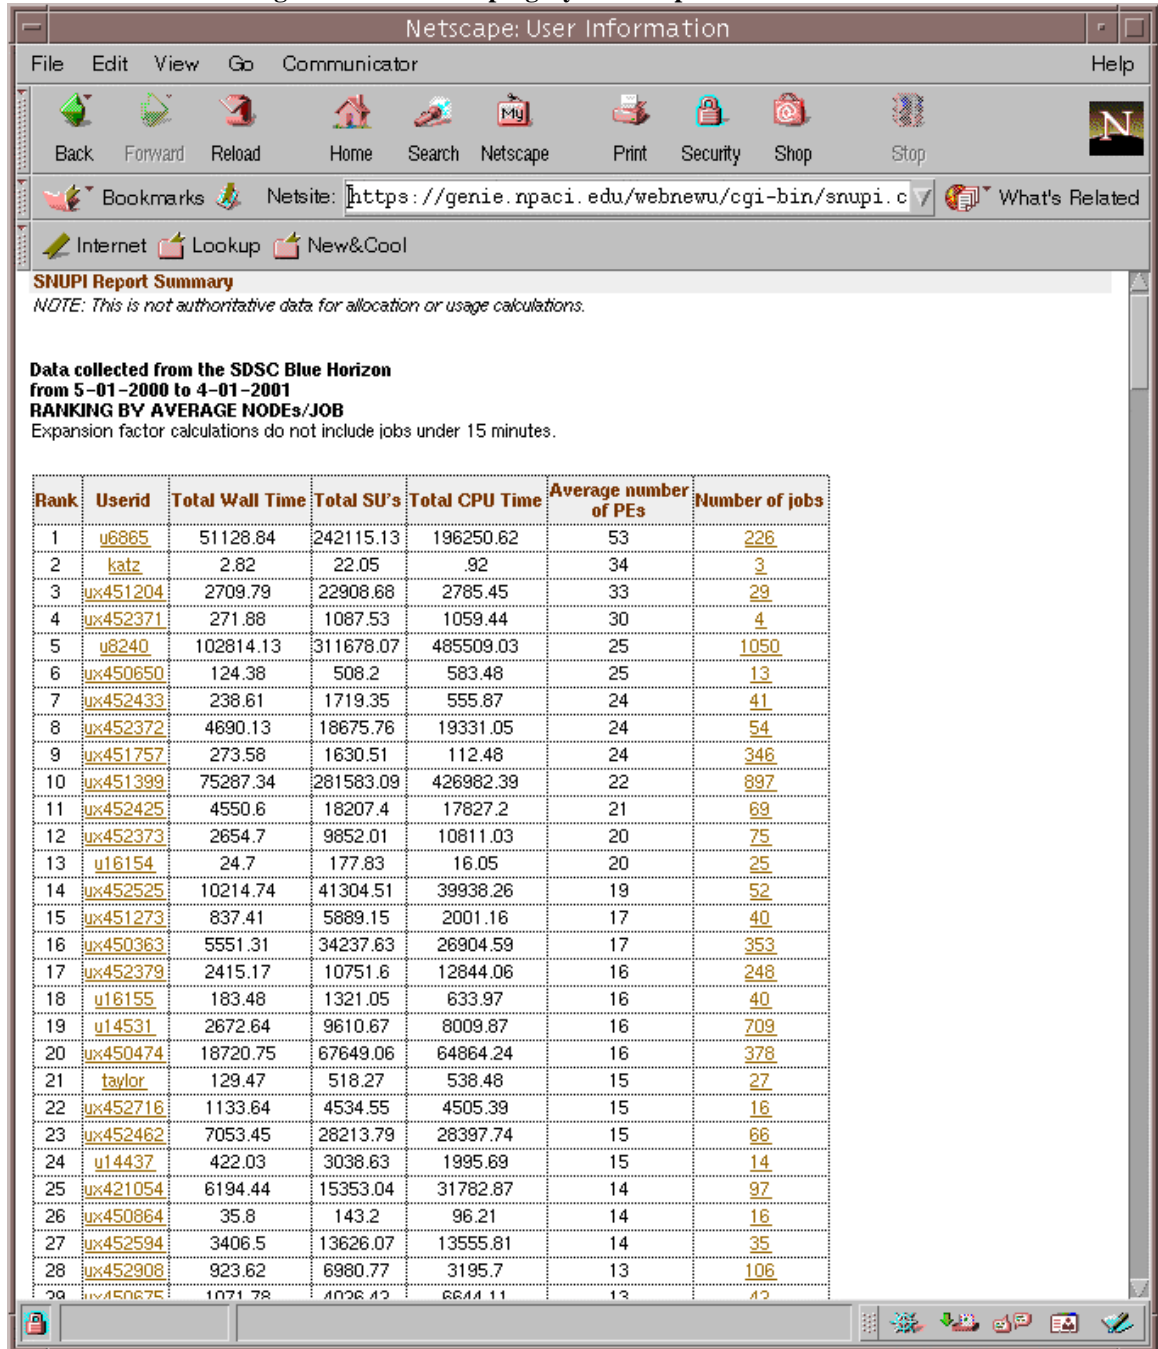 Netscape: User Information
File Edit View Go Communicator Help
Back Forward Reload Home Search Netscape Print Security Shop Stop
Bookmarks Netsite: https://genie.npaci.edu/webnewu/cgi-bin/snupi.c What's Related
Internet Lookup New&Cool
SNUPI Report Summary
NOTE: This is not authoritative data for allocation or usage calculations.
Data collected from the SDSC Blue Horizon
from 5-01-2000 to 4-01-2001
RANKING BY AVERAGE NODEs/JOB
Expansion factor calculations do not include jobs under 15 minutes.
Rank Userid Total Wall Time Total SU's Total CPU Time Average number of PEs Number of jobs
1 u6865 51128.84 242115.13 196250.62 53 226
2 katz 2.82 22.05 .92 34 3
3 ux451204 2709.79 22908.68 2785.45 33 29
4 ux452371 271.88 1087.53 1059.44 30 4
5 u8240 102814.13 311678.07 485509.03 25 1050
6 ux450650 124.38 508.2 583.48 25 13
7 ux452433 238.61 1719.35 555.87 24 41
8 ux452372 4690.13 18675.76 19331.05 24 54
9 ux451757 273.58 1630.51 112.48 24 346
10 ux451399 75287.34 281583.09 426982.39 22 897
11 ux452425 4550.6 18207.4 17827.2 21 69
12 ux452373 2654.7 9852.01 10811.03 20 75
13 u16154 24.7 177.83 16.05 20 25
14 ux452525 10214.74 41304.51 39938.26 19 52
15 ux451273 837.41 5889.15 2001.16 17 40
16 ux450363 5551.31 34237.63 26904.59 17 353
17 ux452379 2415.17 10751.6 12844.06 16 248
18 u16155 183.48 1321.05 633.97 16 40
19 u14531 2672.64 9610.67 8009.87 16 709
20 ux450474 18720.75 67649.06 64864.24 16 378
21 taylor 129.47 518.27 538.48 15 27
22 ux452716 1133.64 4534.55 4505.39 15 16
23 ux452462 7053.45 28213.79 28397.74 15 66
24 u14437 422.03 3038.63 1995.69 15 14
25 ux421054 6194.44 15353.04 31782.87 14 97
26 ux450864 35.8 143.2 96.21 14 16
27 ux452594 3406.5 13626.07 13555.81 14 35
28 ux452908 923.62 6980.77 3195.7 13 106
29 ux450675 1071.78 4026.42 6644.11 13 42